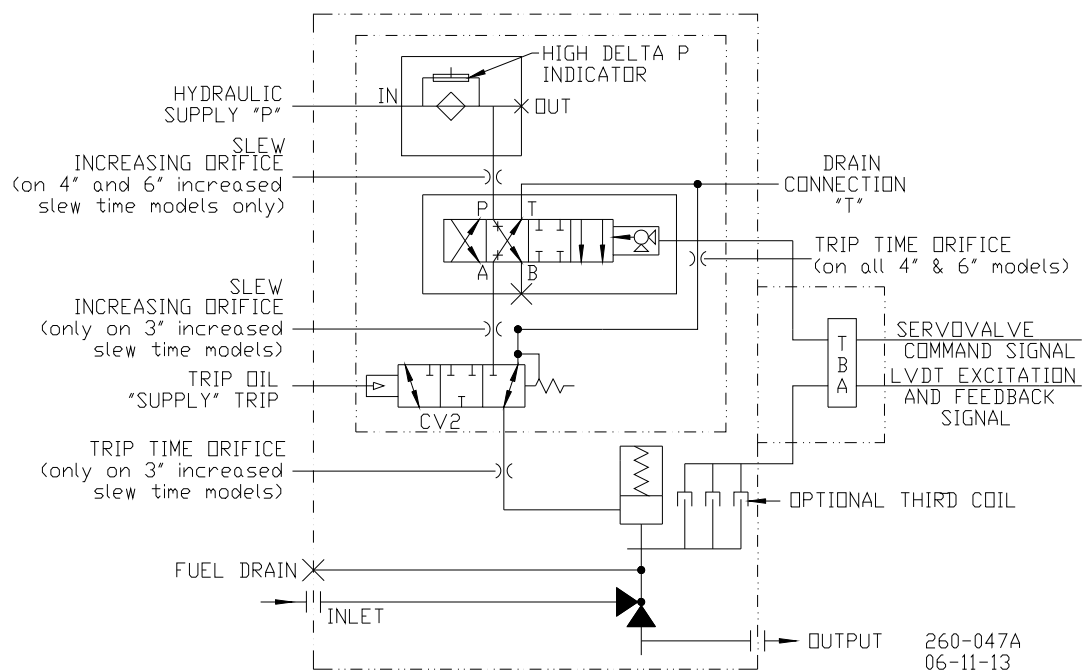 HIGH DELTA P
INDICATOR
HYDRAULIC
SUPPLY "P"
IN
OUT
SLEW
INCREASING ORIFICE
(on 4" and 6" increased
slew time models only)
DRAIN
CONNECTION
"T"
P T
A B
TRIP TIME ORIFICE
(on all 4" & 6" models)
SLEW
INCREASING ORIFICE
(only on 3" increased
slew time models)
TBA
SERVOVALVE
COMMAND SIGNAL
LVDT EXCITATION
AND FEEDBACK
SIGNAL
TRIP OIL
"SUPPLY" TRIP
CV2
TRIP TIME ORIFICE
(only on 3" increased
slew time models)
OPTIONAL THIRD COIL
FUEL DRAIN
INLET
OUTPUT
260-047A
06-11-13